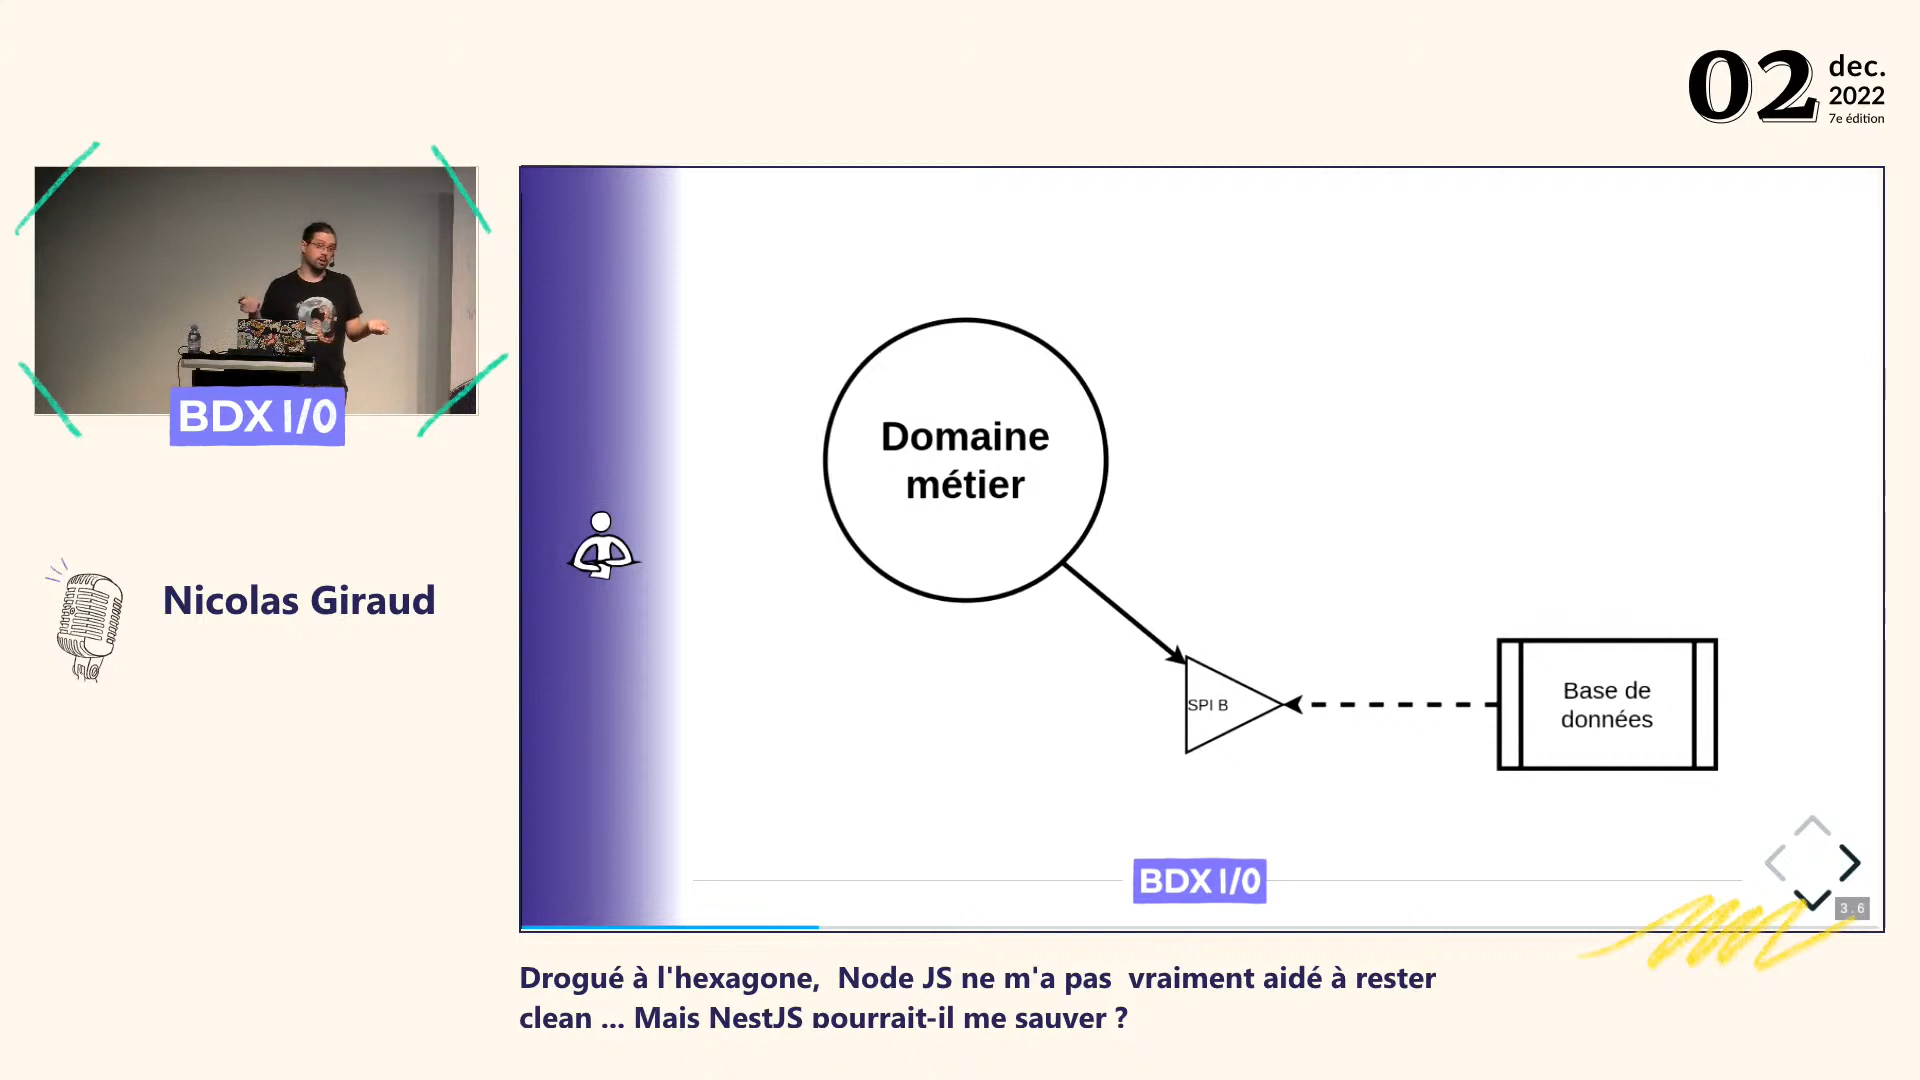 02
dec.
2022
7e édition
BDX I/O
Nicolas Giraud
Domaine
métier
SPI B
Base de
données
BDX I/O
3.6
Drogué à l'hexagone, Node JS ne m'a pas vraiment aidé à rester
clean ... Mais NestJS pourrait-il me sauver ?